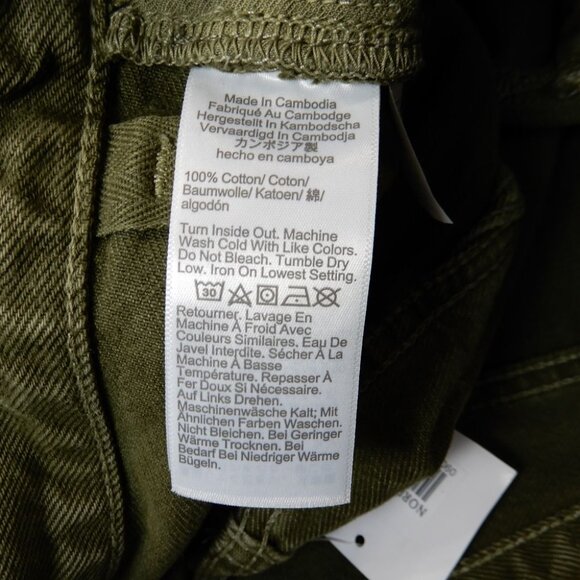 Made In Cambodia
Fabriqué Au Cambodge
Hergestellt In Kambodscha
Vervaardigd In Cambodja
カンボジア製
hecho en camboya
100% Cotton/ Coton/
Baumwolle/ Katoen/ 綿/
algodón
Turn Inside Out. Machine
Wash Cold With Like Colors.
Do Not Bleach. Tumble Dry
Low. Iron On Lowest Setting.
30
Retourner. Lavage En
Machine À Froid Avec
Couleurs Similaires. Eau De
Javel Interdite. Sécher À La
Machine À Basse
Température. Repasser À
Fer Doux Si Nécessaire.
Auf Links Drehen.
Maschinenwäsche Kalt; Mit
Ähnlichen Farben Waschen.
Nicht Bleichen. Bei Geringer
Wärme Trocknen. Bei
Bedarf Bei Niedriger Wärme
Bügeln.